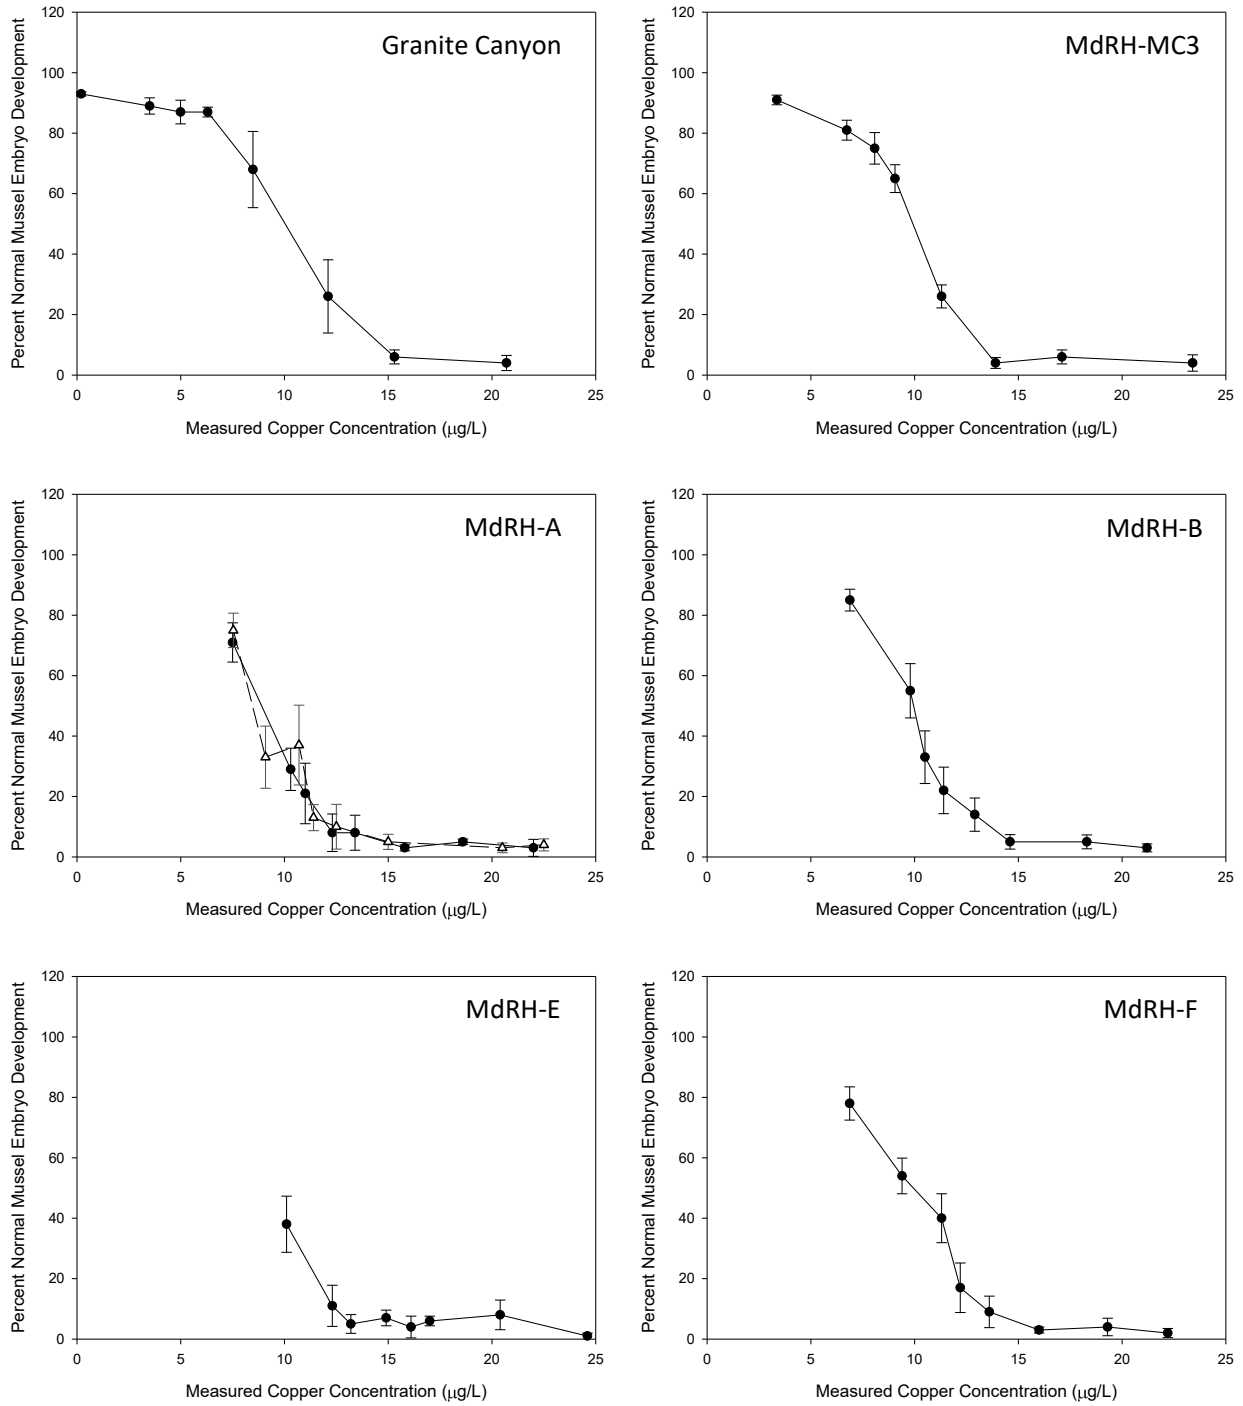 Granite Canyon
Percent Normal Mussel Embryo Development
120
100
80
60
40
20
0
0 5 10 15 20 25
Measured Copper Concentration (μg/L)
MdRH-MC3
Percent Normal Mussel Embryo Development
120
100
80
60
40
20
0
0 5 10 15 20 25
Measured Copper Concentration (μg/L)
MdRH-A
Percent Normal Mussel Embryo Development
120
100
80
60
40
20
0
0 5 10 15 20 25
Measured Copper Concentration (μg/L)
MdRH-B
Percent Normal Mussel Embryo Development
120
100
80
60
40
20
0
0 5 10 15 20 25
Measured Copper Concentration (μg/L)
MdRH-E
Percent Normal Mussel Embryo Development
120
100
80
60
40
20
0
0 5 10 15 20 25
Measured Copper Concentration (μg/L)
MdRH-F
Percent Normal Mussel Embryo Development
120
100
80
60
40
20
0
0 5 10 15 20 25
Measured Copper Concentration (μg/L)